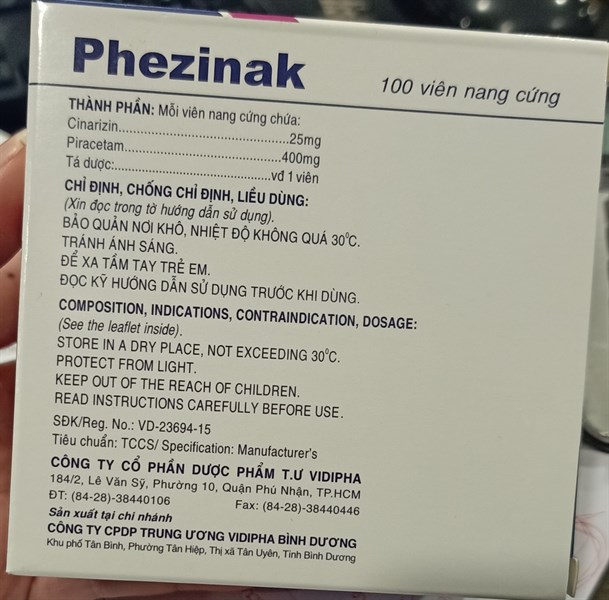 Phezinak
100 viên nang cứng
THÀNH PHẦN: Mỗi viên nang cứng chứa:
Cinarizin..............................................25mg
Piracetam.............................................400mg
Tá dược:.............................................vđ 1 viên
CHỈ ĐỊNH, CHỐNG CHỈ ĐỊNH, LIỀU DÙNG:
(Xin đọc trong tờ hướng dẫn sử dụng).
BẢO QUẢN NƠI KHÔ, NHIỆT ĐỘ KHÔNG QUÁ 30°C.
TRÁNH ÁNH SÁNG.
ĐỂ XA TẦM TAY TRẺ EM.
ĐỌC KỸ HƯỚNG DẪN SỬ DỤNG TRƯỚC KHI DÙNG.
COMPOSITION, INDICATIONS, CONTRAINDICATION, DOSAGE:
(See the leaflet inside).
STORE IN A DRY PLACE, NOT EXCEEDING 30°C.
PROTECT FROM LIGHT.
KEEP OUT OF THE REACH OF CHILDREN.
READ INSTRUCTIONS CAREFULLY BEFORE USE.
SĐK/Reg. No.: VD-23694-15
Tiêu chuẩn: TCCS/ Specification: Manufacturer's
CÔNG TY CỔ PHẦN DƯỢC PHẨM T.Ư VIDIPHA
184/2, Lê Văn Sỹ, Phường 10, Quận Phú Nhận, TP.HCM
ĐT: (84-28)-38440106 Fax: (84-28)-38440446
Sản xuất tại chi nhánh
CÔNG TY CPDP TRUNG ƯƠNG VIDIPHA BÌNH DƯƠNG
Khu phố Tân Bình, Phường Tân Hiệp, Thị xã Tân Uyên, Tỉnh Bình Dương